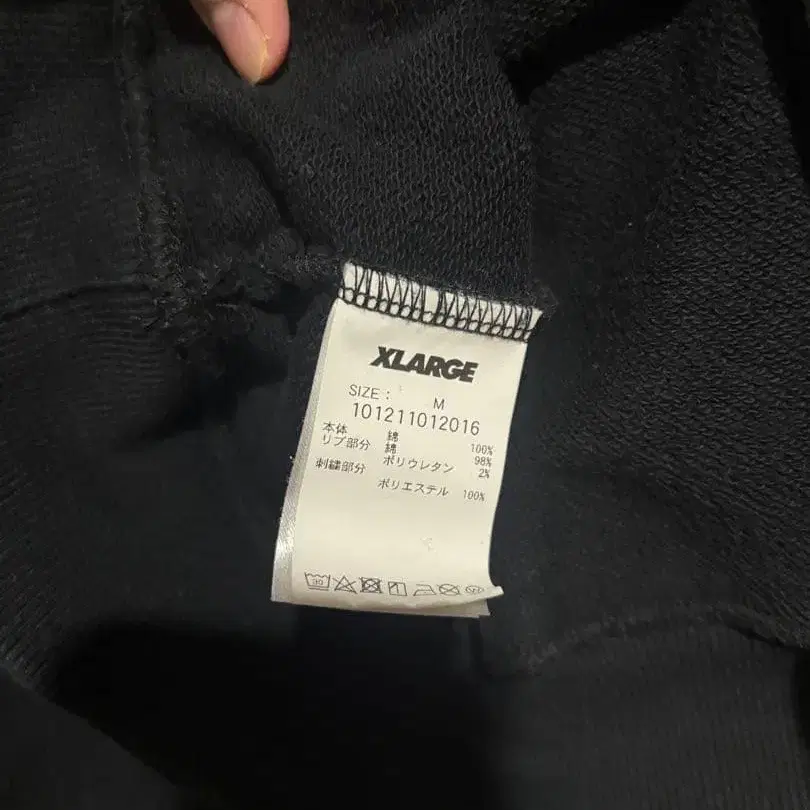 XLARGE
SIZE : M
101211012016
本体 綿 100%
リブ部分 綿 98%
ポリウレタン 2%
刺繍部分
ポリエステル 100%